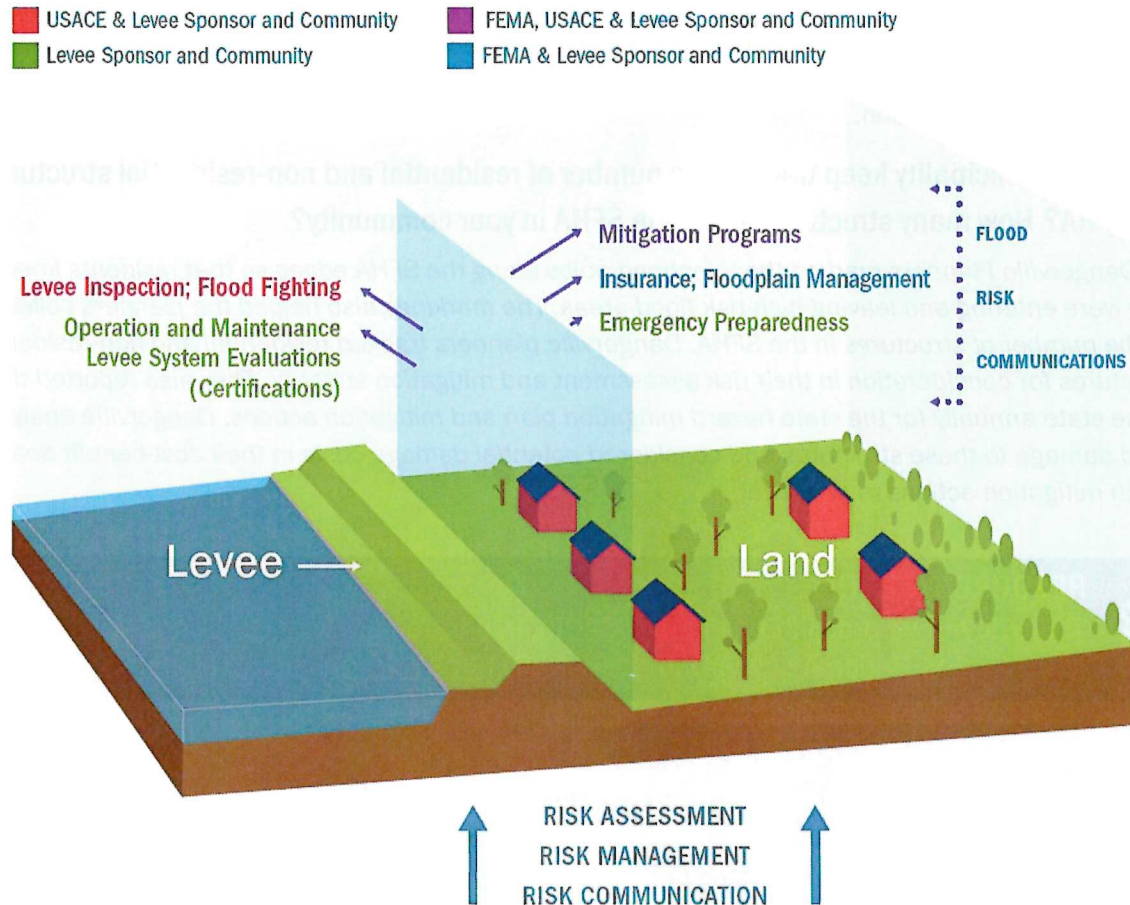 USACE & Levee Sponsor and Community
FEMA, USACE & Levee Sponsor and Community
Levee Sponsor and Community
FEMA & Levee Sponsor and Community
Mitigation Programs
Insurance; Floodplain Management
Emergency Preparedness
Levee Inspection; Flood Fighting
Operation and Maintenance
Levee System Evaluations
(Certifications)
FLOOD
RISK
COMMUNICATIONS
Levee
Land
RISK ASSESSMENT
RISK MANAGEMENT
RISK COMMUNICATION